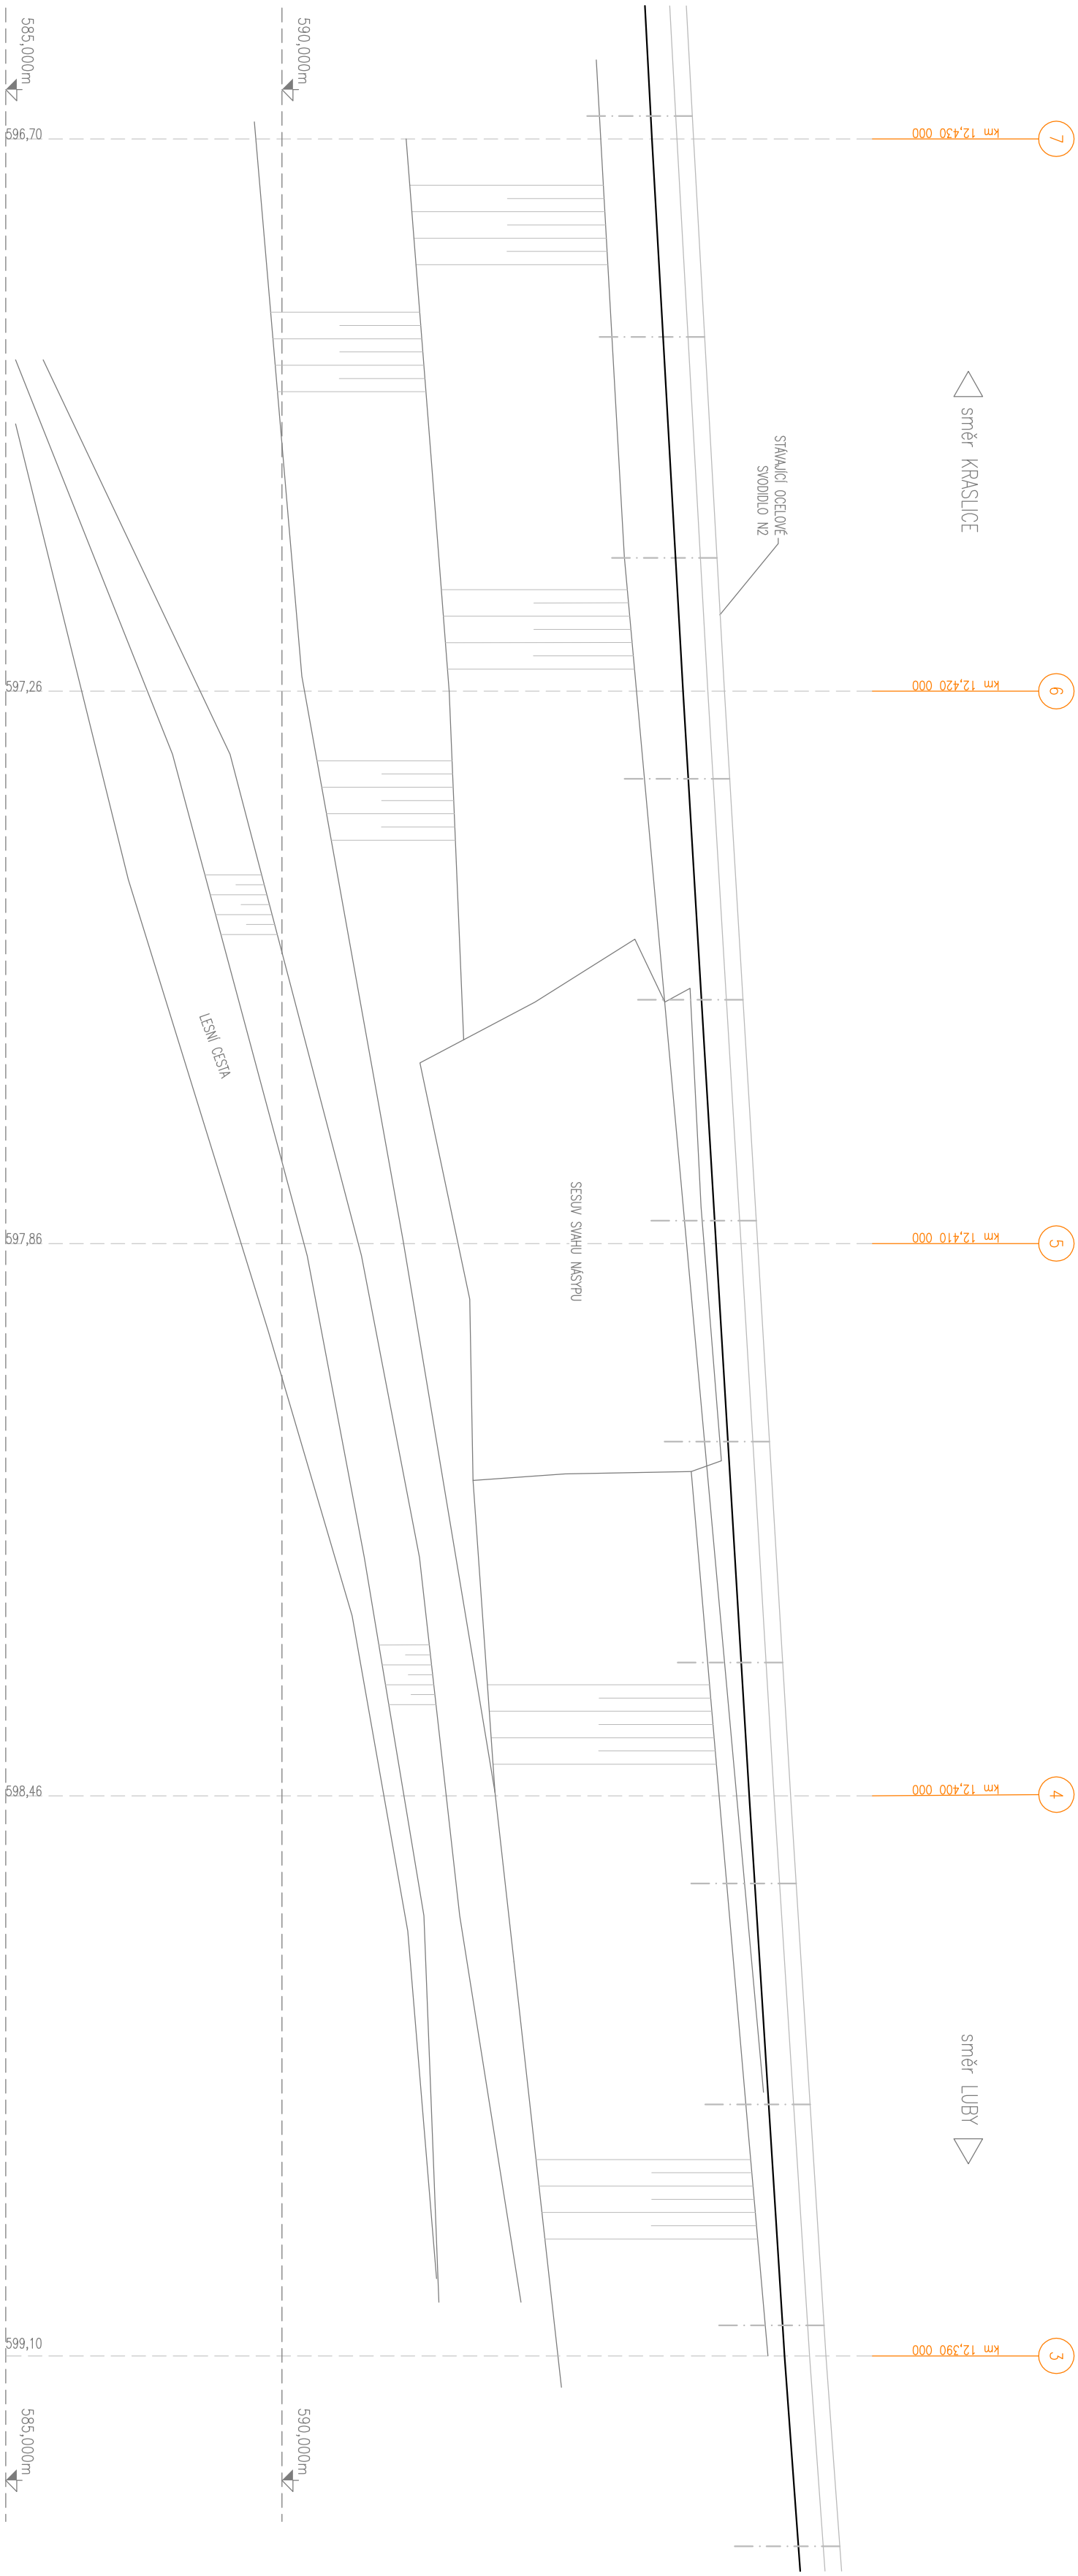 585,000m
590,000m
596,70
km 12,430 000
7
směr KRASLICE
STÁVAJÍCÍ OCELOVÉ
SVODIDLO N2
597,26
km 12,420 000
6
LESNÍ CESTA
SESUV SVAHU NÁSYPU
597,86
km 12,410 000
5
598,46
km 12,400 000
4
směr LUBY
599,10
km 12,390 000
3
585,000m
590,000m